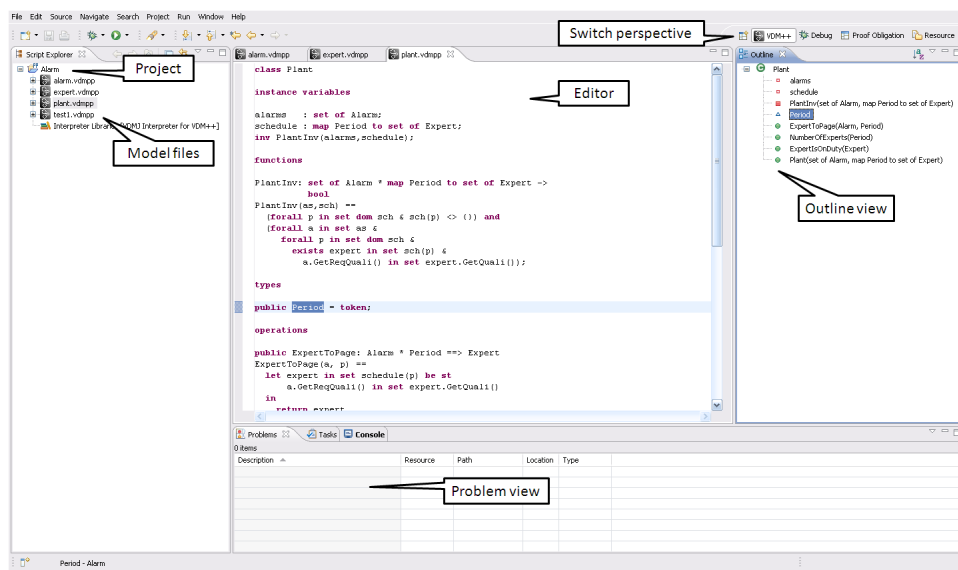 File Edit Source Navigate Search Project Run Window Help
Switch perspective
VDM++ Debug Proof Obligation Resource
Script Explorer
Alarm
alarm.vdmpp
expert.vdmpp
plant.vdmpp
test1.vdmpp
Interpreter Libraries [VDMJ Interpreter for VDM++]
Project
Model files
alarm.vdmpp expert.vdmpp plant.vdmpp
class Plant
instance variables
alarms : set of Alarm;
schedule : map Period to set of Expert;
inv PlantInv(alarms,schedule);
functions
PlantInv: set of Alarm * map Period to set of Expert ->
bool
PlantInv(as,sch) ==
(forall p in set dom sch & sch(p) <> {}) and
(forall a in set as &
forall p in set dom sch &
exists expert in set sch(p) &
a.GetReqQuali() in set expert.GetQuali());
types
public Period = token;
operations
public ExpertToPage: Alarm * Period ==> Expert
ExpertToPage(a, p) ==
let expert in set schedule(p) be st
a.GetReqQuali() in set expert.GetQuali()
in
return expert
Editor
Outline
Plant
alarms
schedule
PlantInv(set of Alarm, map Period to set of Expert)
Period
ExpertToPage(Alarm, Period)
NumberOfExperts(Period)
ExpertIsOnDuty(Expert)
Plant(set of Alarm, map Period to set of Expert)
Outline view
Problems Tasks Console
0 items
Description Resource Path Location Type
Problem view
Period - Alarm